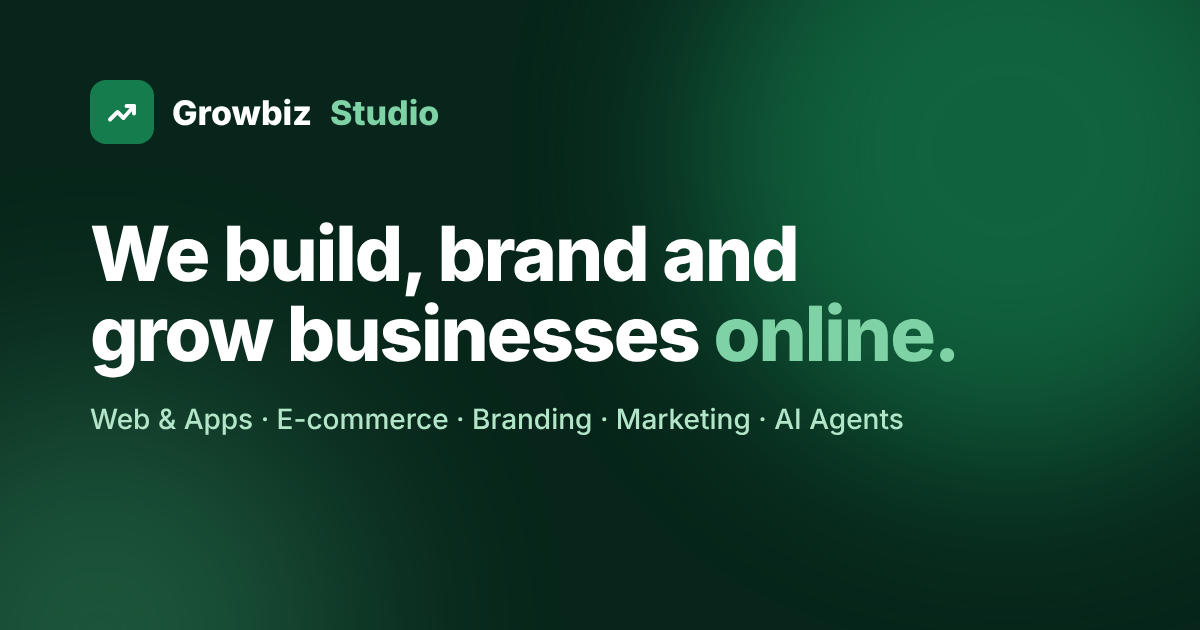 Growbiz Studio
We build, brand and
grow businesses online.
Web & Apps · E-commerce · Branding · Marketing · AI Agents